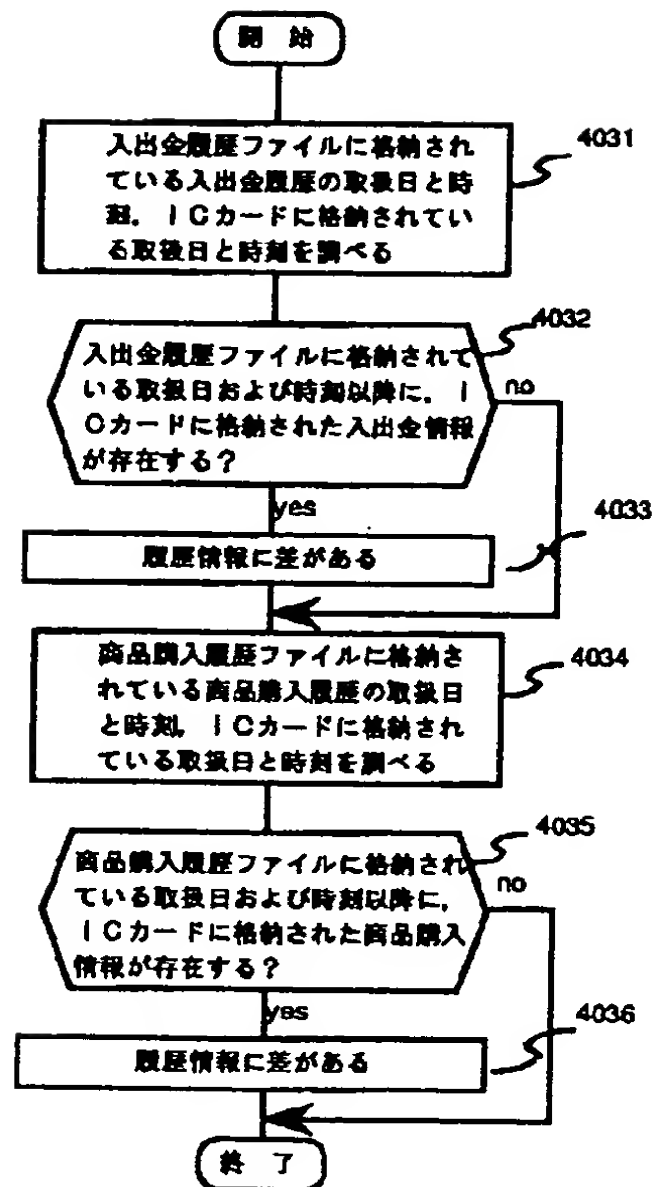 開 始
入出金履歴ファイルに格納され
ている入出金履歴の取扱日と時
刻，ＩＣカードに格納されてい
る取扱日と時刻を調べる
4031
4032
入出金履歴ファイルに格納されて
いる取扱日および時刻以降に，Ｉ
Ｃカードに格納された入出金情報
が存在する？
no
yes
4033
履歴情報に差がある
商品購入履歴ファイルに格納さ
れている商品購入履歴の取扱日
と時刻，ＩＣカードに格納され
ている取扱日と時刻を調べる
4034
4035
商品購入履歴ファイルに格納され
ている取扱日および時刻以降に，
ＩＣカードに格納された商品購入
情報が存在する？
no
yes
4036
履歴情報に差がある
終 了